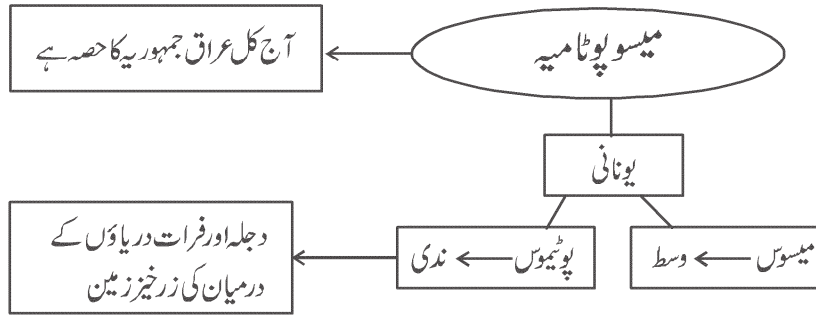 میسوپوٹامیہ
آج کل عراق جمہوریہ کا حصہ ہے
یونانی
میسوس ← وسط
پوٹیموس ← ندی
دجلہ اور فرات دریاؤں کے
درمیان کی زرخیز زمین